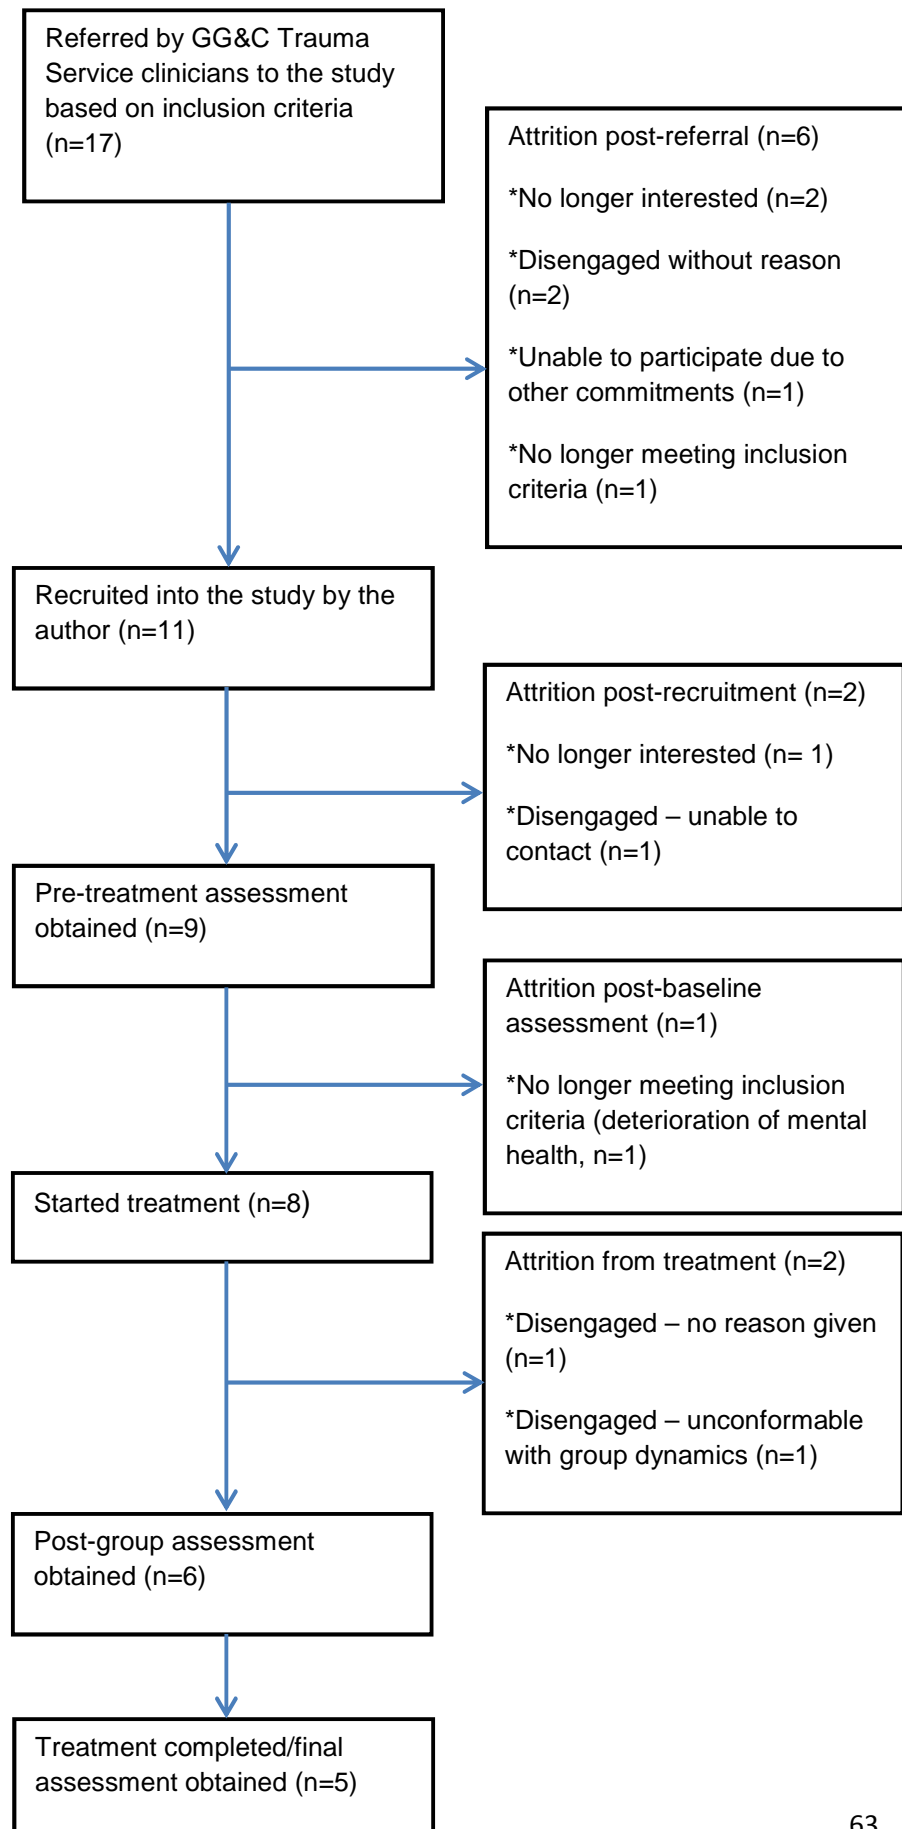 Referred by GG&C Trauma
Service clinicians to the study
based on inclusion criteria
(n=17)
Attrition post-referral (n=6)
*No longer interested (n=2)
*Disengaged without reason
(n=2)
*Unable to participate due to
other commitments (n=1)
*No longer meeting inclusion
criteria (n=1)
Recruited into the study by the
author (n=11)
Attrition post-recruitment (n=2)
*No longer interested (n= 1)
*Disengaged – unable to
contact (n=1)
Pre-treatment assessment
obtained (n=9)
Attrition post-baseline
assessment (n=1)
*No longer meeting inclusion
criteria (deterioration of mental
health, n=1)
Started treatment (n=8)
Attrition from treatment (n=2)
*Disengaged – no reason given
(n=1)
*Disengaged – unconformable
with group dynamics (n=1)
Post-group assessment
obtained (n=6)
Treatment completed/final
assessment obtained (n=5)
63